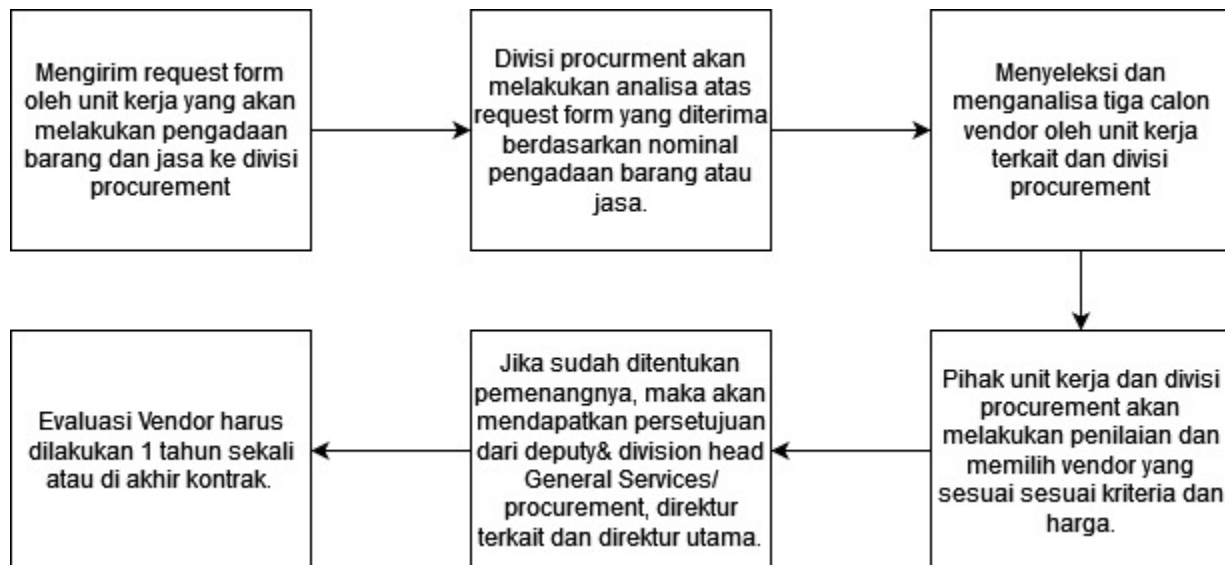 Mengirim request form
oleh unit kerja yang akan
melakukan pengadaan
barang dan jasa ke divisi
procurement
Divisi procurment akan
melakukan analisa atas
request form yang diterima
berdasarkan nominal
pengadaan barang atau
jasa.
Menyeleksi dan
menganalisa tiga calon
vendor oleh unit kerja
terkait dan divisi
procurement
Pihak unit kerja dan divisi
procurement akan
melakukan penilaian dan
memilih vendor yang
sesuai sesuai kriteria dan
harga.
Jika sudah ditentukan
pemenangnya, maka akan
mendapatkan persetujuan
dari deputy& division head
General Services/
procurement, direktur
terkait dan direktur utama.
Evaluasi Vendor harus
dilakukan 1 tahun sekali
atau di akhir kontrak.